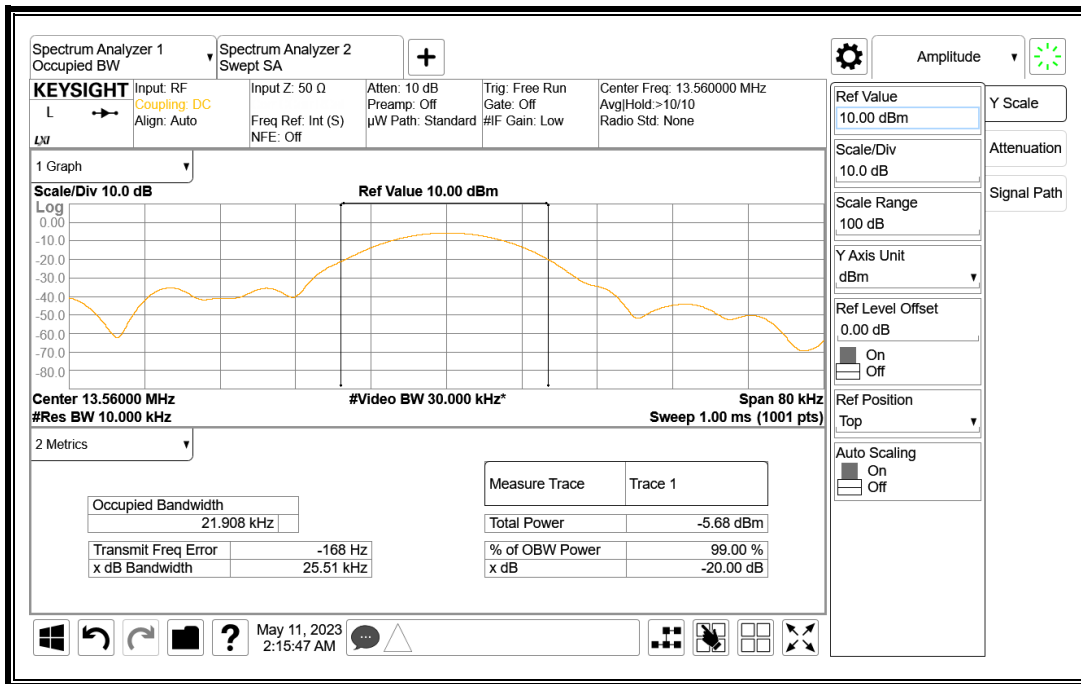 Spectrum Analyzer 1
Occupied BW
Spectrum Analyzer 2
Swept SA
+
Amplitude
KEYSIGHT
L
LXI
Input: RF
Coupling: DC
Align: Auto
Input Z: 50 Ω
Freq Ref: Int (S)
NFE: Off
Atten: 10 dB
Preamp: Off
µW Path: Standard
Trig: Free Run
Gate: Off
#IF Gain: Low
Center Freq: 13.560000 MHz
Avg|Hold:>10/10
Radio Std: None
1 Graph
Scale/Div 10.0 dB
Ref Value 10.00 dBm
Log
0.00
-10.0
-20.0
-30.0
-40.0
-50.0
-60.0
-70.0
-80.0
Center 13.56000 MHz
#Video BW 30.000 kHz*
Span 80 kHz
#Res BW 10.000 kHz
Sweep 1.00 ms (1001 pts)
2 Metrics
Measure Trace
Trace 1
Occupied Bandwidth
21.908 kHz
Total Power
-5.68 dBm
Transmit Freq Error
-168 Hz
% of OBW Power
99.00 %
x dB Bandwidth
25.51 kHz
x dB
-20.00 dB
?
May 11, 2023
2:15:47 AM
Ref Value
10.00 dBm
Scale/Div
10.0 dB
Scale Range
100 dB
Y Axis Unit
dBm
Ref Level Offset
0.00 dB
On
Off
Ref Position
Top
Auto Scaling
On
Off
Y Scale
Attenuation
Signal Path